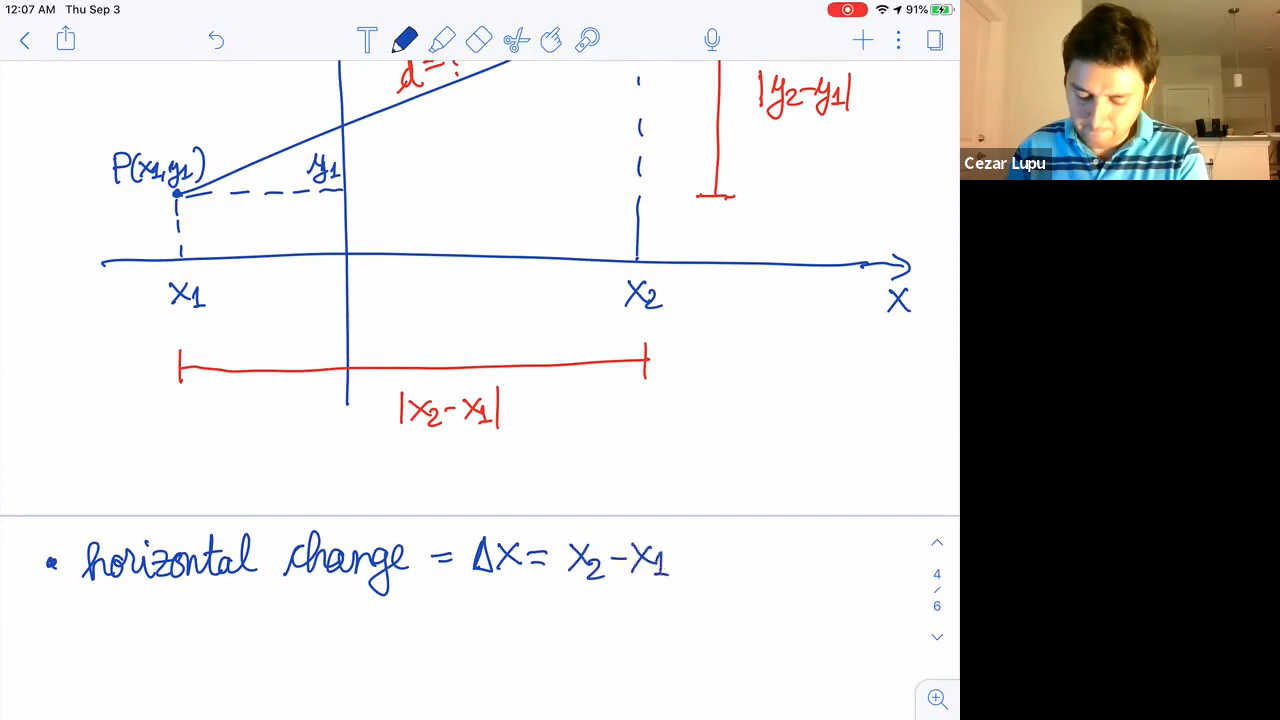 12:07 AM Thu Sep 3
91%
T
d=?
|y2-y1|
P(x1,y1)
y1
Cezar Lupu
x1
x2
x
|x2-x1|
• horizontal change = Δx = x2-x1
4
/
6